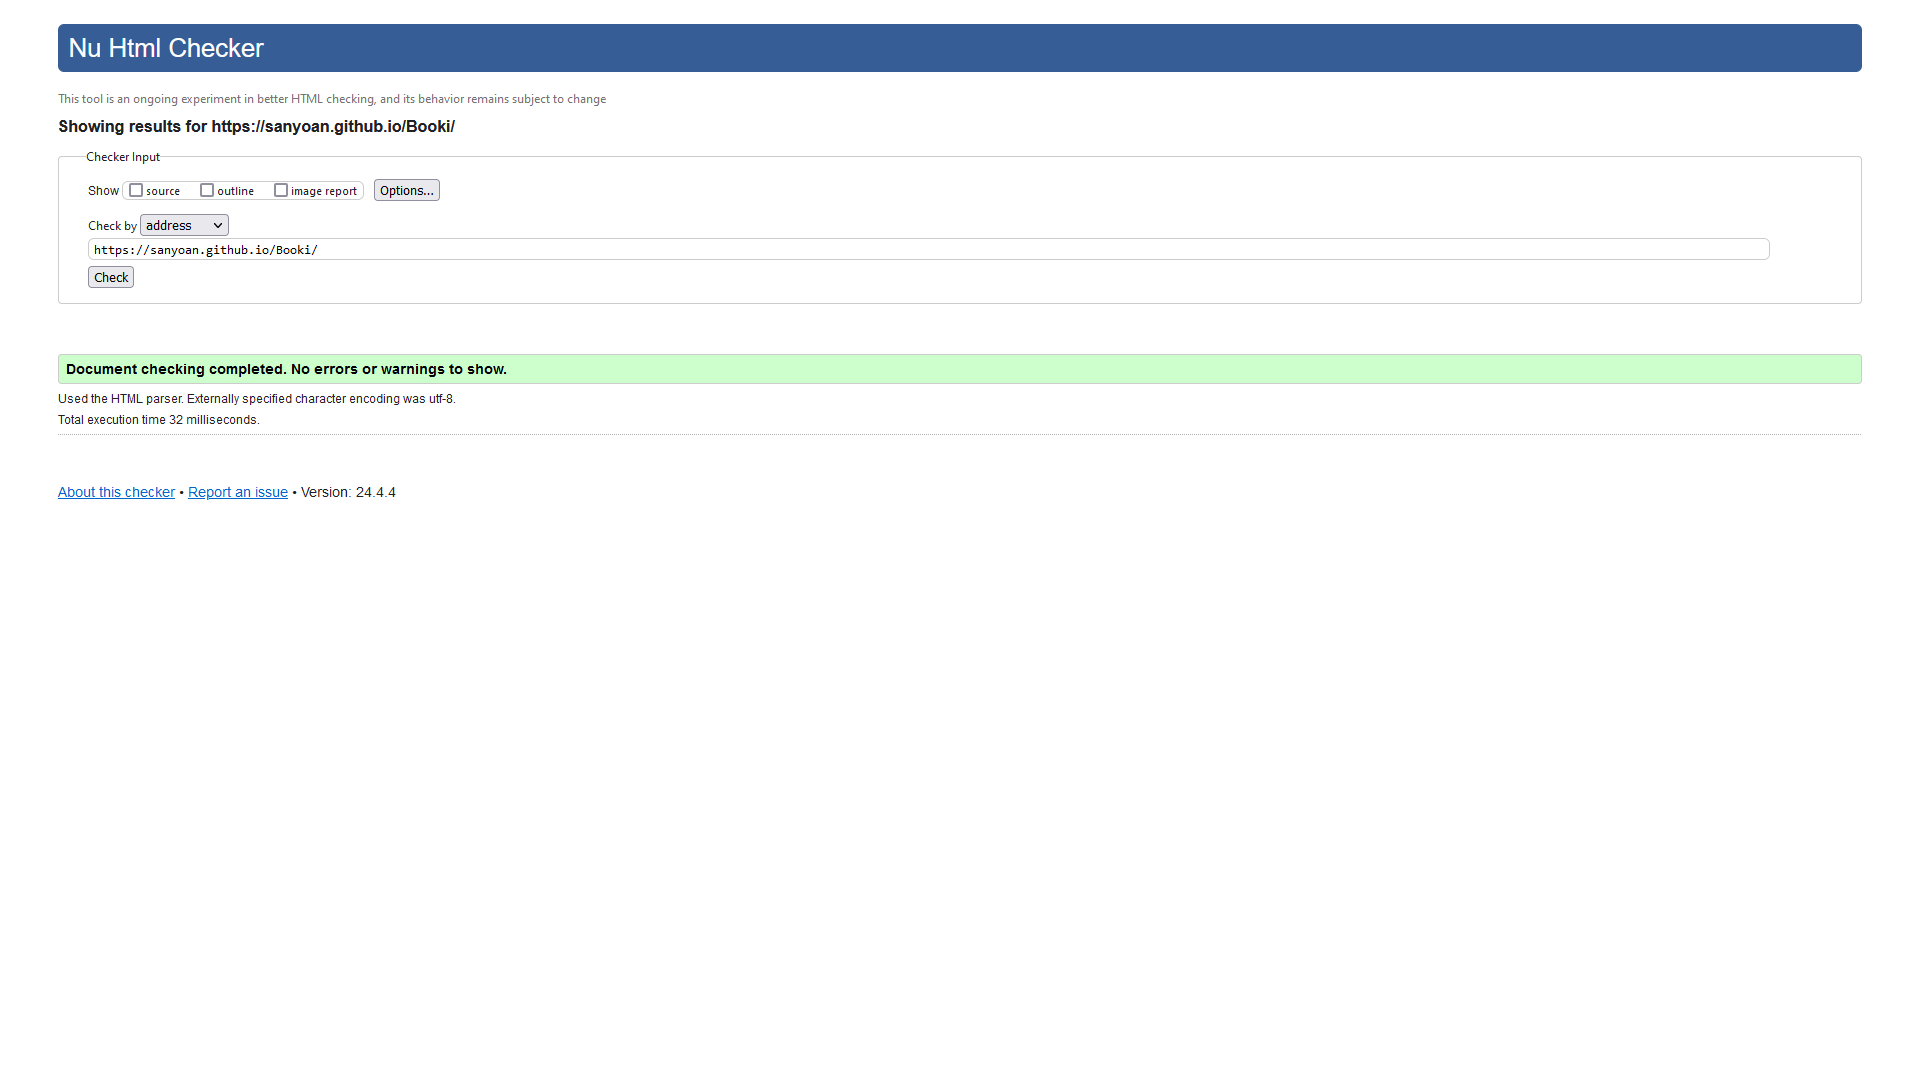 Nu Html Checker
This tool is an ongoing experiment in better HTML checking, and its behavior remains subject to change
Showing results for https://sanyoan.github.io/Booki/
Checker Input
Show source outline image report Options...
Check by address
https://sanyoan.github.io/Booki/
Check
Document checking completed. No errors or warnings to show.
Used the HTML parser. Externally specified character encoding was utf-8.
Total execution time 32 milliseconds.
About this checker • Report an issue • Version: 24.4.4